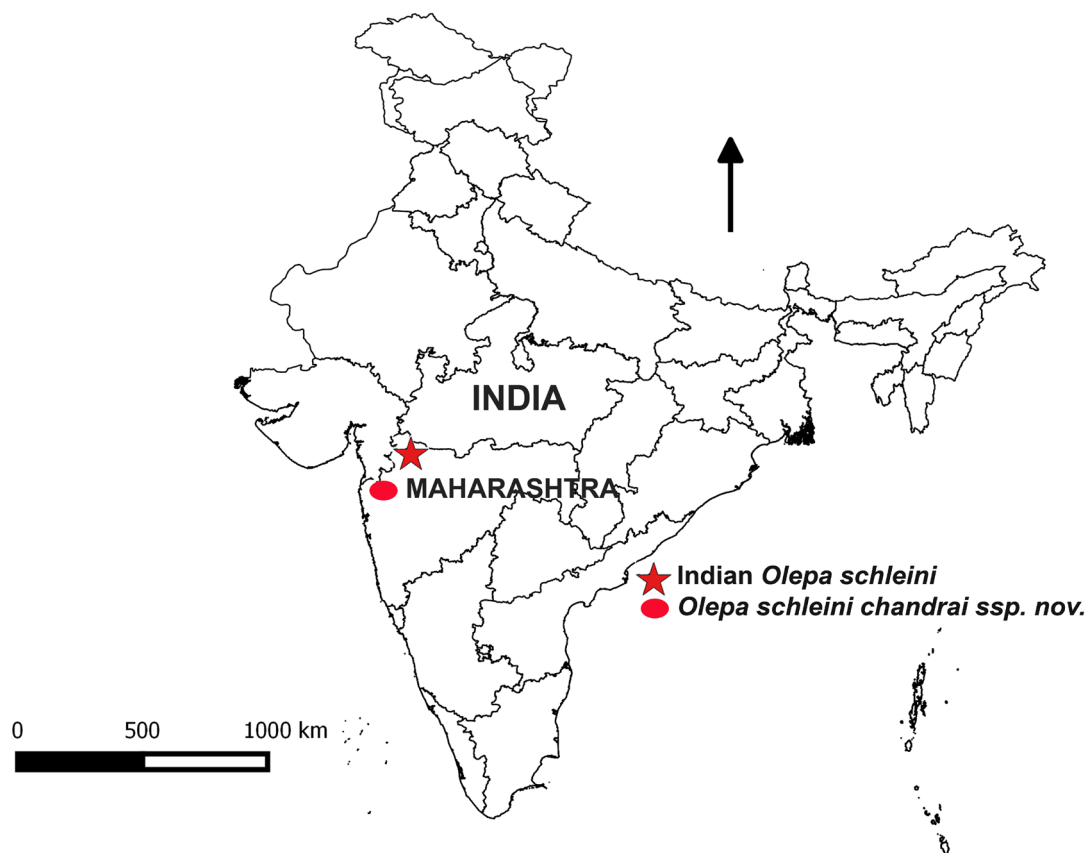 INDIA
MAHARASHTRA
Indian Olepa schleini
Olepa schleini chandrai ssp. nov.
0 500 1000 km